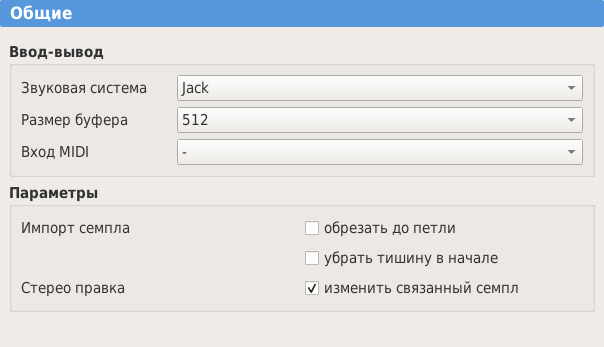 Общие
Ввод-вывод
Звуковая система Jack
Размер буфера 512
Вход MIDI -
Параметры
Импорт семпла обрезать до петли
убрать тишину в начале
Стерео правка изменить связанный семпл